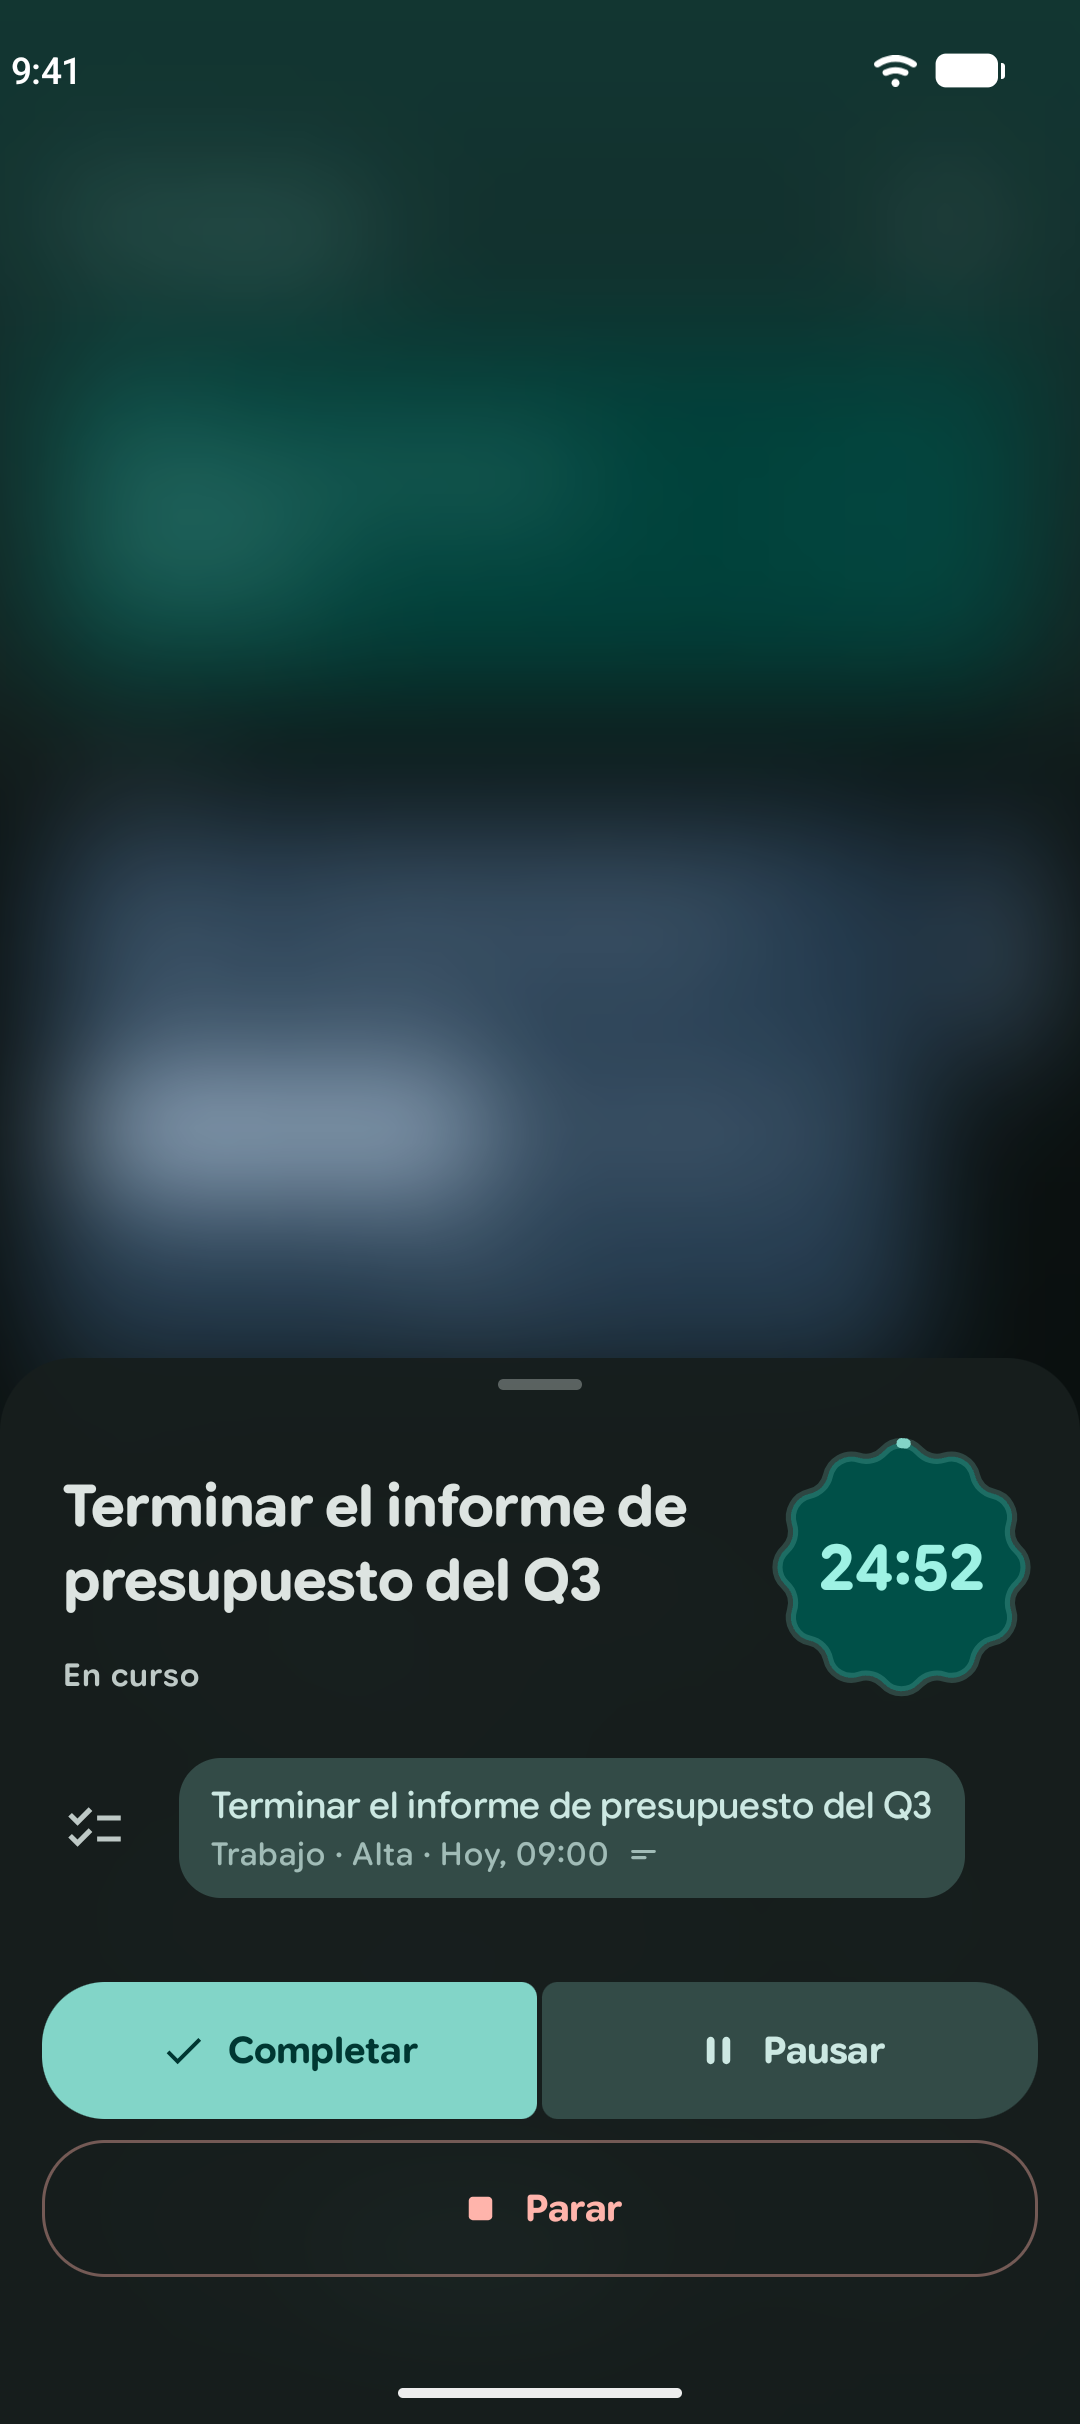 9:41
Terminar el informe de
presupuesto del Q3
24:52
En curso
Terminar el informe de presupuesto del Q3
Trabajo · Alta · Hoy, 09:00
Completar
Pausar
Parar